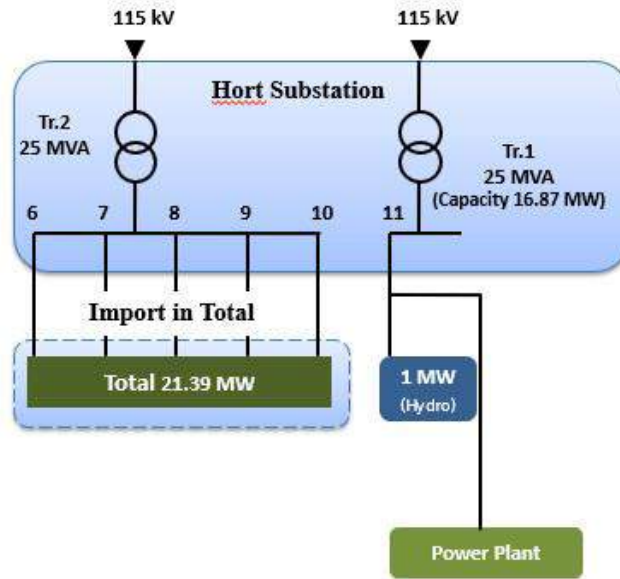 115 kV
115 kV
Hort Substation
Tr.2
25 MVA
Tr.1
25 MVA
(Capacity 16.87 MW)
6
7
8
9
10
11
Import in Total
Total 21.39 MW
1 MW
(Hydro)
Power Plant